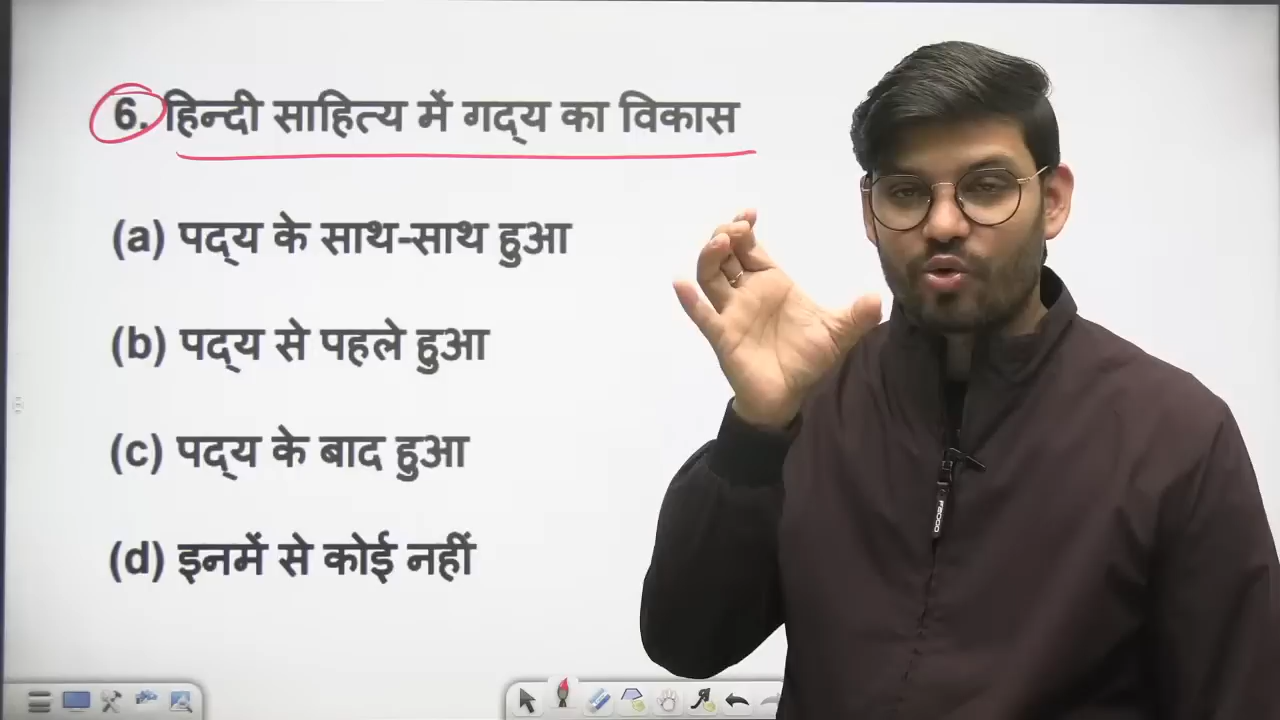 6. हिन्दी साहित्य में गद्य का विकास
(a) पद्य के साथ-साथ हुआ
(b) पद्य से पहले हुआ
(c) पद्य के बाद हुआ
(d) इनमें से कोई नहीं